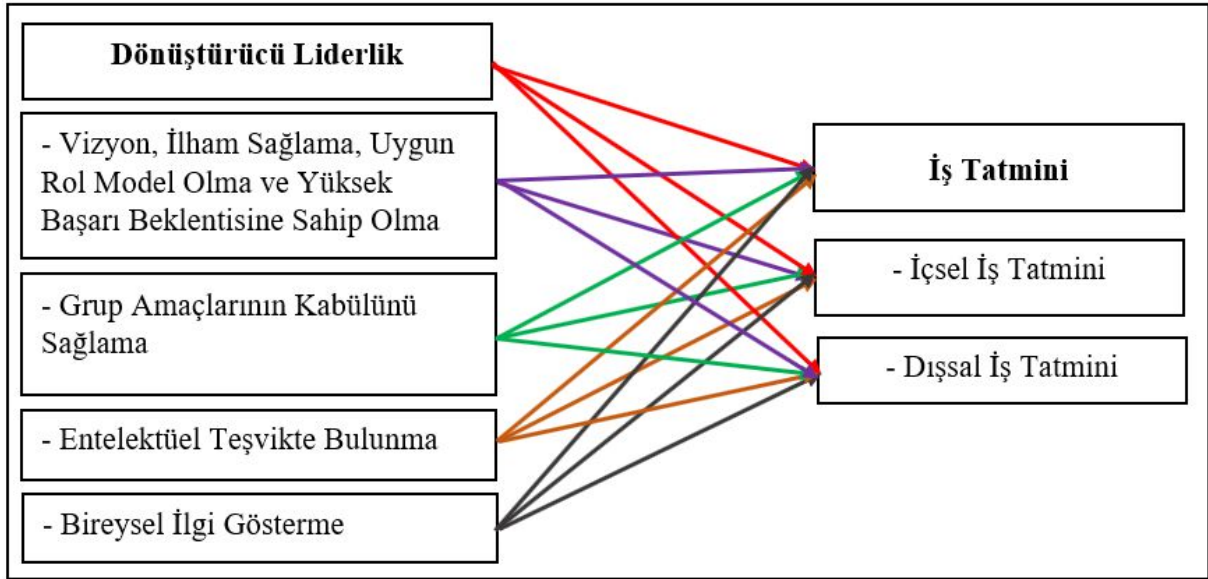 Dönüştürücü Liderlik
- Vizyon, İlham Sağlama, Uygun
Rol Model Olma ve Yüksek
Başarı Beklentisine Sahip Olma
- Grup Amaçlarının Kabülünü
Sağlama
- Entelektüel Teşvikte Bulunma
- Bireysel İlgi Gösterme
İş Tatmini
- İçsel İş Tatmini
- Dışsal İş Tatmini